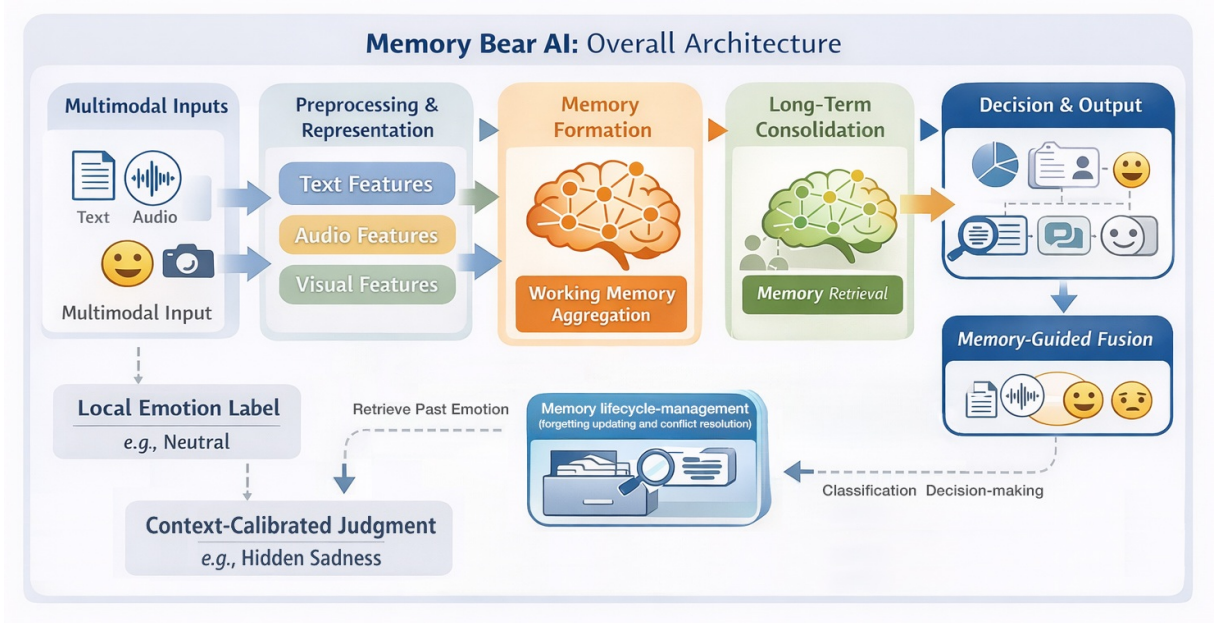 Memory Bear AI: Overall Architecture
Multimodal Inputs
Text
Audio
Multimodal Input
Preprocessing &
Representation
Text Features
Audio Features
Visual Features
Memory
Formation
Working Memory
Aggregation
Long-Term
Consolidation
Memory Retrieval
Decision & Output
Memory-Guided Fusion
Local Emotion Label
e.g., Neutral
Retrieve Past Emotion
Memory lifecycle-management
(forgetting updating and conflict resolution)
Classification Decision-making
Context-Calibrated Judgment
e.g., Hidden Sadness